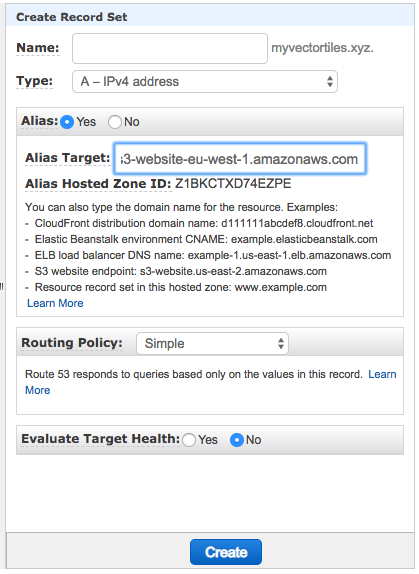 Create Record Set
Name: myvectortiles.xyz.
Type: A – IPv4 address
Alias: Yes No
Alias Target: s3-website-eu-west-1.amazonaws.com
Alias Hosted Zone ID: Z1BKCTXD74EZPE
You can also type the domain name for the resource. Examples:
- CloudFront distribution domain name: d111111abcdef8.cloudfront.net
- Elastic Beanstalk environment CNAME: example.elasticbeanstalk.com
- ELB load balancer DNS name: example-1.us-east-1.elb.amazonaws.com
- S3 website endpoint: s3-website.us-east-2.amazonaws.com
- Resource record set in this hosted zone: www.example.com
Learn More
Routing Policy: Simple
Route 53 responds to queries based only on the values in this record. Learn
More
Evaluate Target Health: Yes No
Create